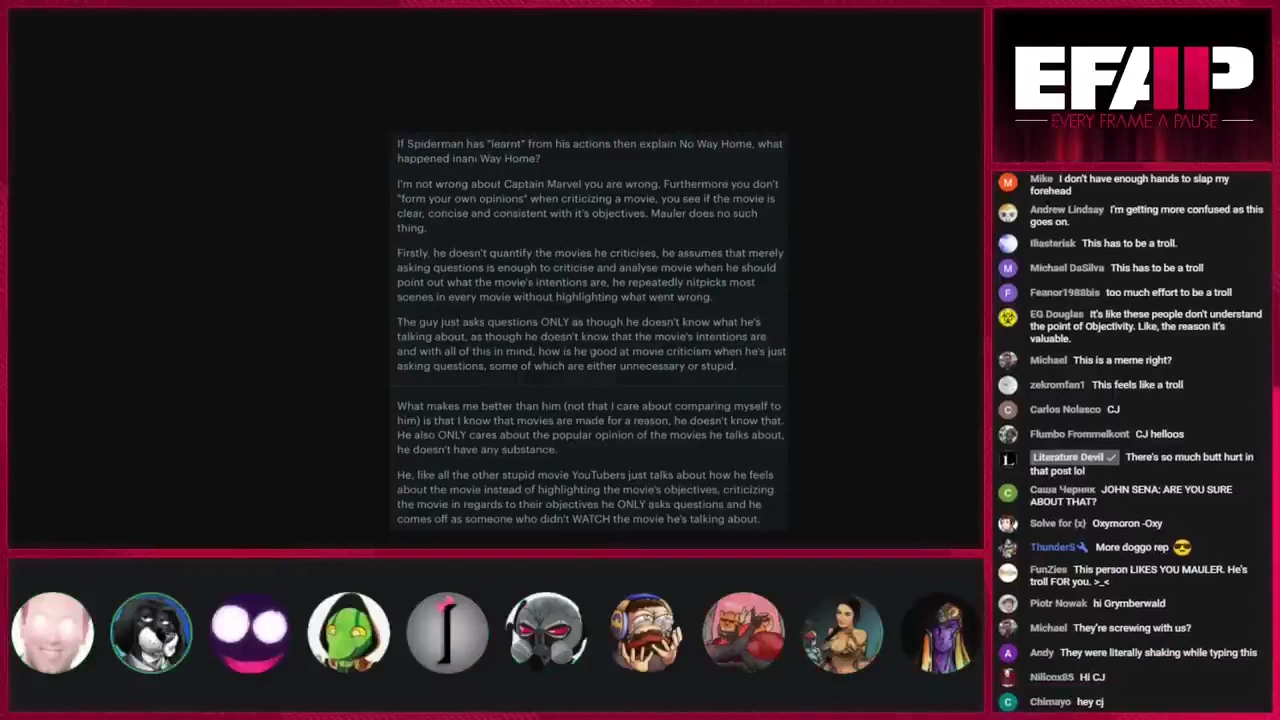 If Spiderman has "learnt" from his actions then explain No Way Home, what
happened inani Way Home?
I'm not wrong about Captain Marvel you are wrong. Furthermore you don't
"form your own opinions" when criticizing a movie, you see if the movie is
clear, concise and consistent with it's objectives. Mauler does no such
thing.
Firstly, he doesn't quantify the movies he criticises, he assumes that merely
asking questions is enough to criticise and analyse movie when he should
point out what the movie's intentions are, he repeatedly nitpicks most
scenes in every movie without highlighting what went wrong.
The guy just asks questions ONLY as though he doesn't know what he's
talking about, as though he doesn't know that the movie's intentions are
and with all of this in mind, how is he good at movie criticism when he's just
asking questions, some of which are either unnecessary or stupid.
What makes me better than him (not that I care about comparing myself to
him) is that I know that movies are made for a reason, he doesn't know that.
He also ONLY cares about the popular opinion of the movies he talks about,
he doesn't have any substance.
He, like all the other stupid movie YouTubers just talks about how he feels
about the movie instead of highlighting the movie's objectives, criticizing
the movie in regards to their objectives he ONLY asks questions and he
comes off as someone who didn't WATCH the movie he's talking about.
EFAP
EVERY FRAME A PAUSE
M Mike I don't have enough hands to slap my
forehead
Andrew Lindsay I'm getting more confused as this
goes on.
Iliasterisk This has to be a troll.
M Michael DaSilva This has to be a troll
F Feanor1988bis too much effort to be a troll
EG Douglas It's like these people don't understand
the point of Objectivity. Like, the reason it's
valuable.
Michael This is a meme right?
zekromfan1 This feels like a troll
C Carlos Nolasco CJ
Flumbo Frommelkont CJ helloos
L Literature Devil There's so much butt hurt in
that post lol
C Саша Черняк JOHN SENA: ARE YOU SURE
ABOUT THAT?
Solve for {x} Oxymoron -Oxy
ThunderS More doggo rep 😎
FunZies This person LIKES YOU MAULER. He's
troll FOR you. >_<
Piotr Nowak hi Grymberwald
Michael They're screwing with us?
A Andy They were literally shaking while typing this
Nilicox85 Hi CJ
C Chimayo hey cj